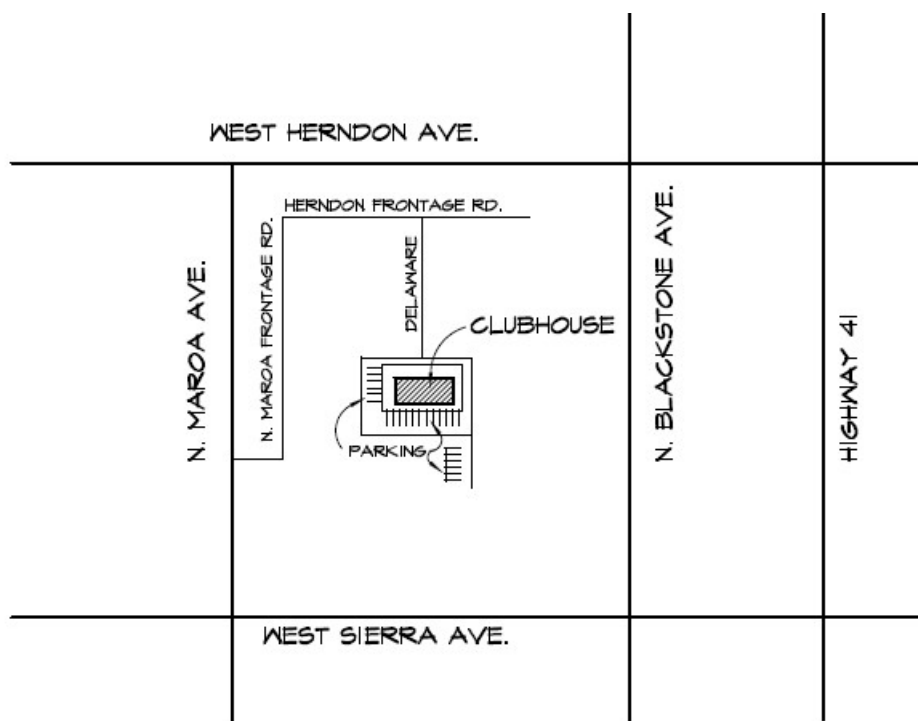 WEST HERNDON AVE.
HERNDON FRONTAGE RD.
N. MAROA AVE.
N. MAROA FRONTAGE RD.
DELAWARE
CLUBHOUSE
N. BLACKSTONE AVE.
HIGHWAY 41
PARKING
WEST SIERRA AVE.